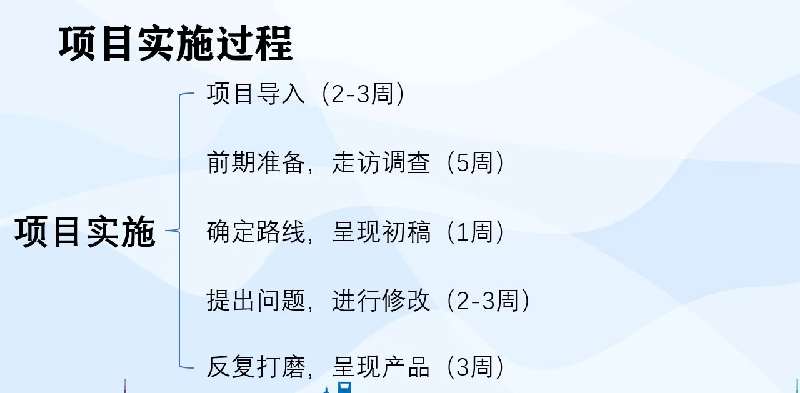 项目实施过程
项目导入（2-3周）
前期准备，走访调查（5周）
项目实施
确定路线，呈现初稿（1周）
提出问题，进行修改（2-3周）
反复打磨，呈现产品（3周）